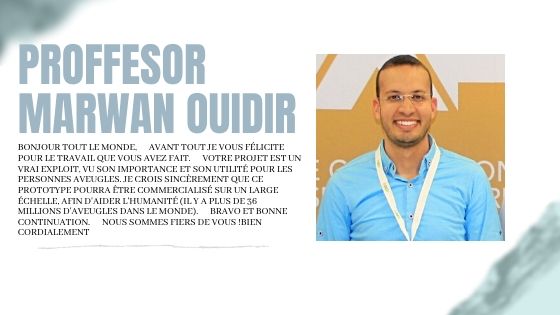 PROFFESOR
MARWAN OUIDIR
BONJOUR TOUT LE MONDE, AVANT TOUT JE VOUS FÉLICITE
POUR LE TRAVAIL QUE VOUS AVEZ FAIT. VOTRE PROJET EST UN
VRAI EXPLOIT, VU SON IMPORTANCE ET SON UTILITÉ POUR LES
PERSONNES AVEUGLES. JE CROIS SINCÈREMENT QUE CE
PROTOTYPE POURRA ÊTRE COMMERCIALISÉ SUR UN LARGE
ÉCHELLE, AFIN D'AIDER L'HUMANITÉ (IL Y A PLUS DE 36
MILLIONS D'AVEUGLES DANS LE MONDE). BRAVO ET BONNE
CONTINUATION. NOUS SOMMES FIERS DE VOUS !BIEN
CORDIALEMENT